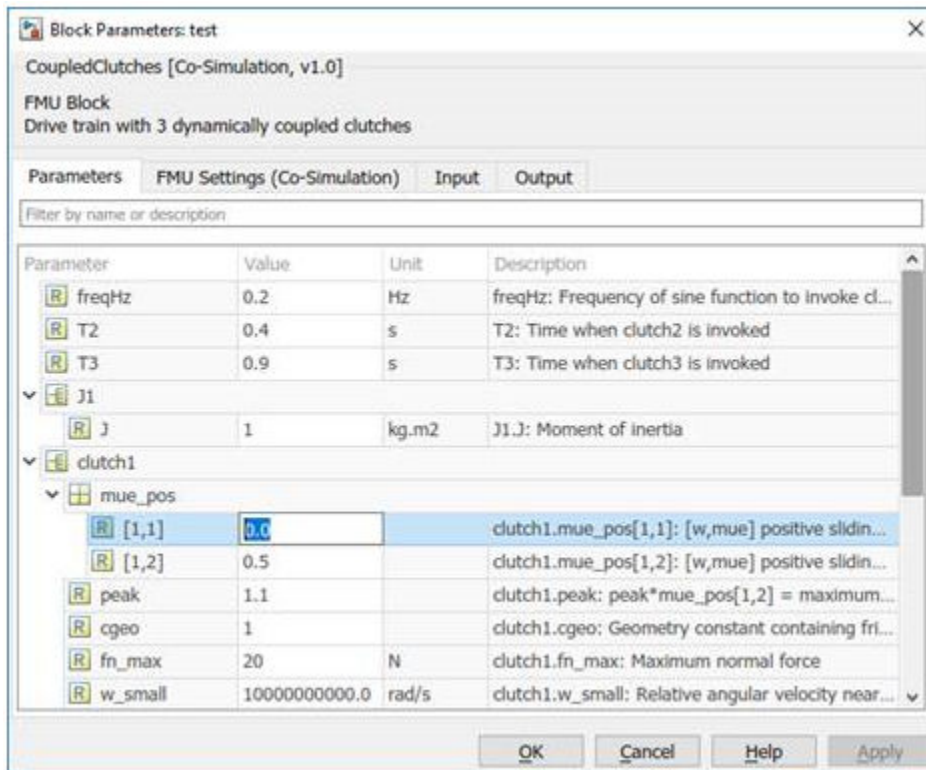 Block Parameters: test
CoupledClutches [Co-Simulation, v1.0]
FMU Block
Drive train with 3 dynamically coupled clutches
Parameters FMU Settings (Co-Simulation) Input Output
Filter by name or description
Parameter Value Unit Description
R freqHz 0.2 Hz freqHz: Frequency of sine function to invoke cl...
R T2 0.4 s T2: Time when clutch2 is invoked
R T3 0.9 s T3: Time when clutch3 is invoked
J1
R J 1 kg.m2 J1.J: Moment of inertia
clutch1
mue_pos
R [1,1] 0.0 clutch1.mue_pos[1,1]: [w,mue] positive slidin...
R [1,2] 0.5 clutch1.mue_pos[1,2]: [w,mue] positive slidin...
R peak 1.1 clutch1.peak: peak*mue_pos[1,2] = maximum...
R cgeo 1 clutch1.cgeo: Geometry constant containing fri...
R fn_max 20 N clutch1.fn_max: Maximum normal force
R w_small 10000000000.0 rad/s clutch1.w_small: Relative angular velocity near...
OK Cancel Help Apply